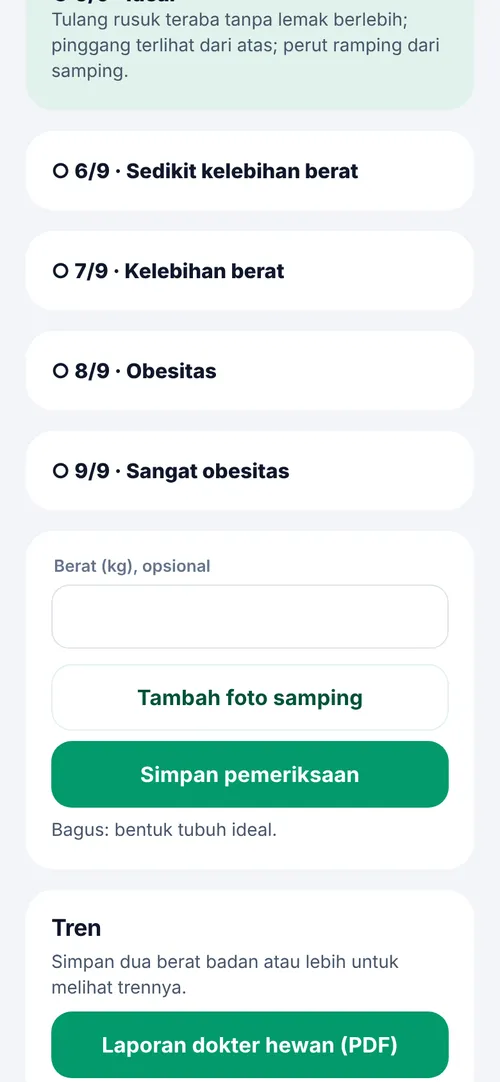 Tulang rusuk teraba tanpa lemak berlebih;
pinggang terlihat dari atas; perut ramping dari
samping.
6/9 · Sedikit kelebihan berat
7/9 · Kelebihan berat
8/9 · Obesitas
9/9 · Sangat obesitas
Berat (kg), opsional
Tambah foto samping
Simpan pemeriksaan
Bagus: bentuk tubuh ideal.
Tren
Simpan dua berat badan atau lebih untuk
melihat trennya.
Laporan dokter hewan (PDF)